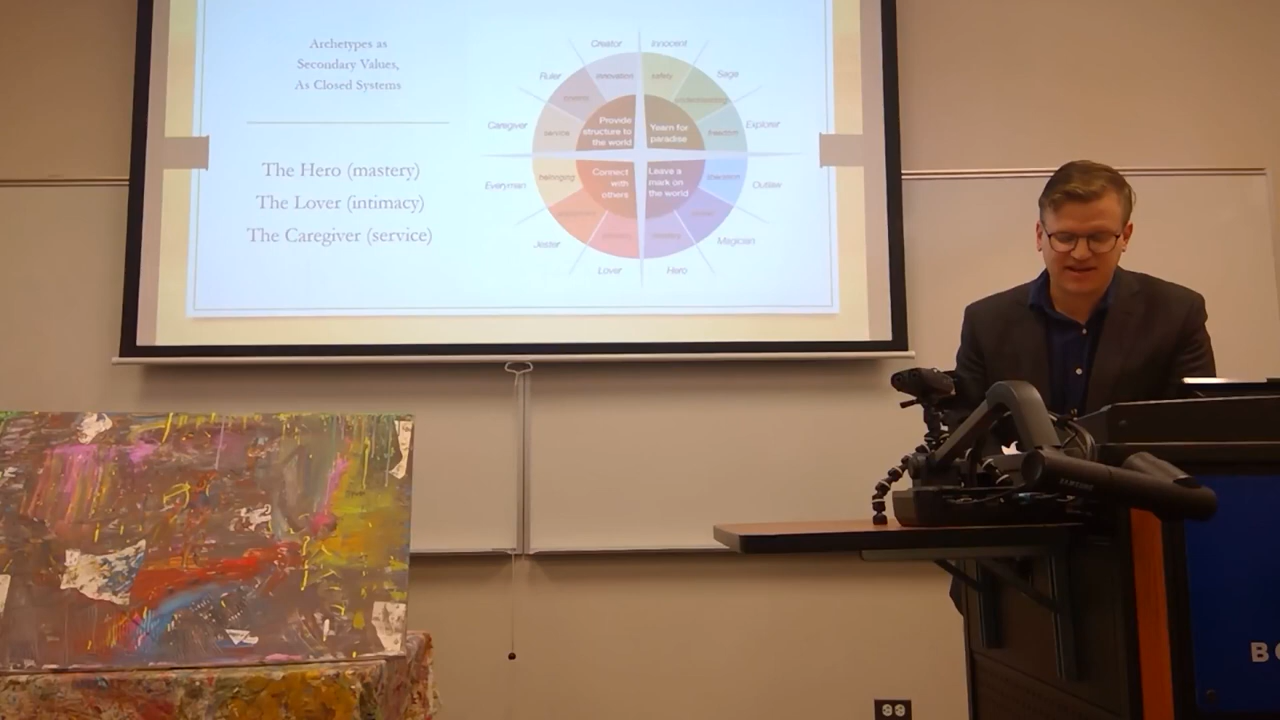 Archetypes as
Secondary Values,
As Closed Systems
The Hero (mastery)
The Lover (intimacy)
The Caregiver (service)
Creator
Innocent
Ruler
innovation
safety
Sage
control
understanding
Caregiver
service
Provide
structure to
the world
Yearn for
paradise
freedom
Explorer
Everyman
belonging
Connect
with
others
Leave a
mark on
the world
liberation
Outlaw
Jester
Magician
Lover
Hero
SAMSUNG